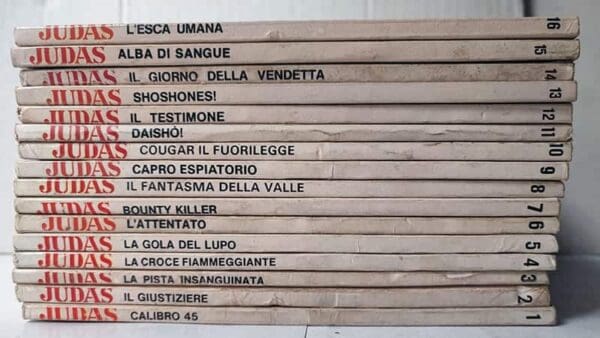 JUDAS L'ESCA UMANA 16
JUDAS ALBA DI SANGUE 15
JUDAS IL GIORNO DELLA VENDETTA 14
JUDAS SHOSHONES! 13
JUDAS IL TESTIMONE 12
JUDAS DAISHŌ! 11
JUDAS COUGAR IL FUORILEGGE 10
JUDAS CAPRO ESPIATORIO 9
JUDAS IL FANTASMA DELLA VALLE 8
JUDAS BOUNTY KILLER 7
JUDAS L'ATTENTATO 6
JUDAS LA GOLA DEL LUPO 5
JUDAS LA CROCE FIAMMEGGIANTE 4
JUDAS LA PISTA INSANGUINATA 3
JUDAS IL GIUSTIZIERE 2
JUDAS CALIBRO 45 1